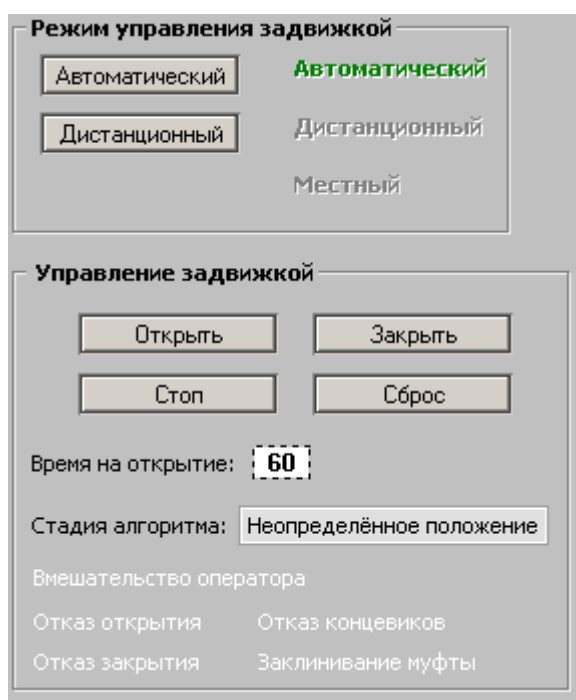 Режим управления задвижкой
Автоматический Автоматический
Дистанционный Дистанционный
Местный
Управление задвижкой
Открыть Закрыть
Стоп Сброс
Время на открытие: 60
Стадия алгоритма: Неопределённое положение
Вмешательство оператора
Отказ открытия Отказ концевиков
Отказ закрытия Заклинивание муфты